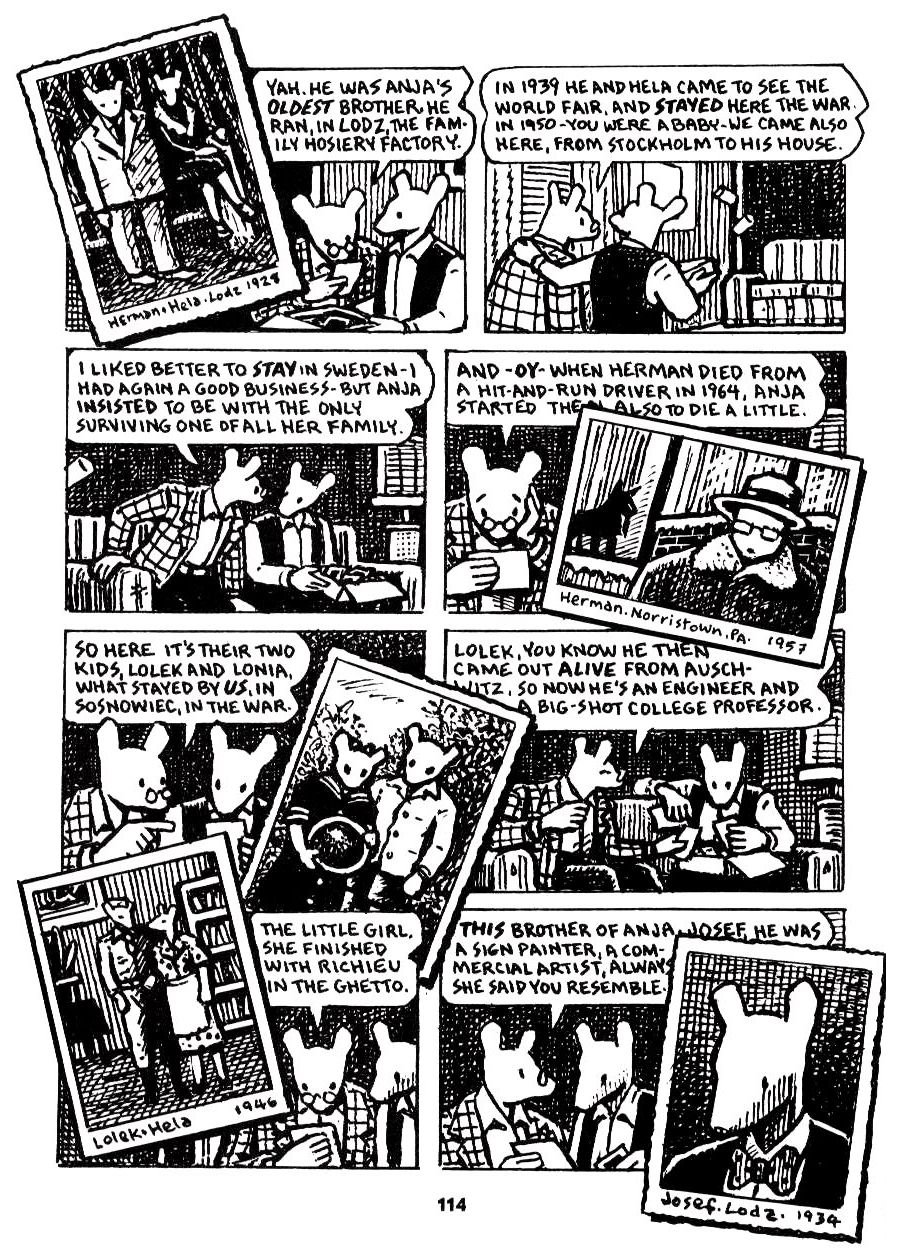 YAH. HE WAS ANJA'S
OLDEST BROTHER. HE
RAN, IN LODZ, THE FAM-
ILY HOSIERY FACTORY.
Herman · Hela · Lodz 1928
IN 1939 HE AND HELA CAME TO SEE THE
WORLD FAIR, AND STAYED HERE THE WAR.
IN 1950-YOU WERE A BABY-WE CAME ALSO
HERE, FROM STOCKHOLM TO HIS HOUSE.
I LIKED BETTER TO STAY IN SWEDEN-I
HAD AGAIN A GOOD BUSINESS-BUT ANJA
INSISTED TO BE WITH THE ONLY
SURVIVING ONE OF ALL HER FAMILY.
AND -OY- WHEN HERMAN DIED FROM
A HIT-AND-RUN DRIVER IN 1964, ANJA
STARTED THEN ALSO TO DIE A LITTLE.
Herman. Norristown, PA. 1957
SO HERE IT'S THEIR TWO
KIDS, LOLEK AND LONIA,
WHAT STAYED BY US, IN
SOSNOWIEC, IN THE WAR.
LOLEK, YOU KNOW HE THEN
CAME OUT ALIVE FROM AUSCH-
WITZ, SO NOW HE'S AN ENGINEER AND
A BIG-SHOT COLLEGE PROFESSOR.
THE LITTLE GIRL,
SHE FINISHED
WITH RICHIEU
IN THE GHETTO.
Lolek · Hela 1946
THIS BROTHER OF ANJA, JOSEF, HE WAS
A SIGN PAINTER, A COM-
MERCIAL ARTIST, ALWAYS
SHE SAID YOU RESEMBLE.
Josef. Lodz. 1934
114